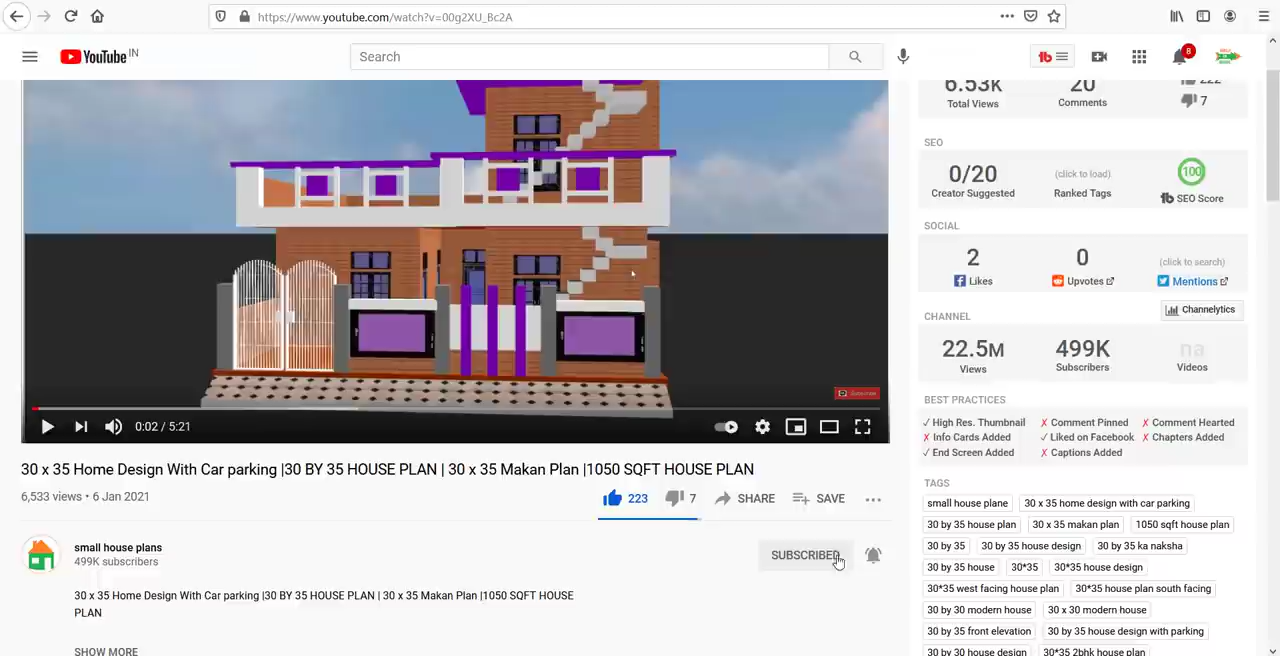 https://www.youtube.com/watch?v=00g2XU_Bc2A
YouTube IN
Search
8
6.53K
Total Views
20
Comments
222
7
SEO
0/20
Creator Suggested
(click to load)
Ranked Tags
100
SEO Score
SOCIAL
2
Likes
0
Upvotes
(click to search)
Mentions
Channelytics
CHANNEL
22.5M
Views
499K
Subscribers
na
Videos
BEST PRACTICES
✓ High Res. Thumbnail ✗ Comment Pinned ✗ Comment Hearted
✗ Info Cards Added ✓ Liked on Facebook ✗ Chapters Added
✓ End Screen Added ✗ Captions Added
TAGS
small house plane 30 x 35 home design with car parking
30 by 35 house plan 30 x 35 makan plan 1050 sqft house plan
30 by 35 30 by 35 house design 30 by 35 ka naksha
30 by 35 house 30*35 30*35 house design
30*35 west facing house plan 30*35 house plan south facing
30 by 30 modern house 30 x 30 modern house
30 by 35 front elevation 30 by 35 house design with parking
30 by 30 house design 30*35 2bhk house plan
0:02 / 5:21
30 x 35 Home Design With Car parking |30 BY 35 HOUSE PLAN | 30 x 35 Makan Plan |1050 SQFT HOUSE PLAN
6,533 views • 6 Jan 2021
223 7 SHARE SAVE
small house plans
499K subscribers
SUBSCRIBED
30 x 35 Home Design With Car parking |30 BY 35 HOUSE PLAN | 30 x 35 Makan Plan |1050 SQFT HOUSE
PLAN
SHOW MORE